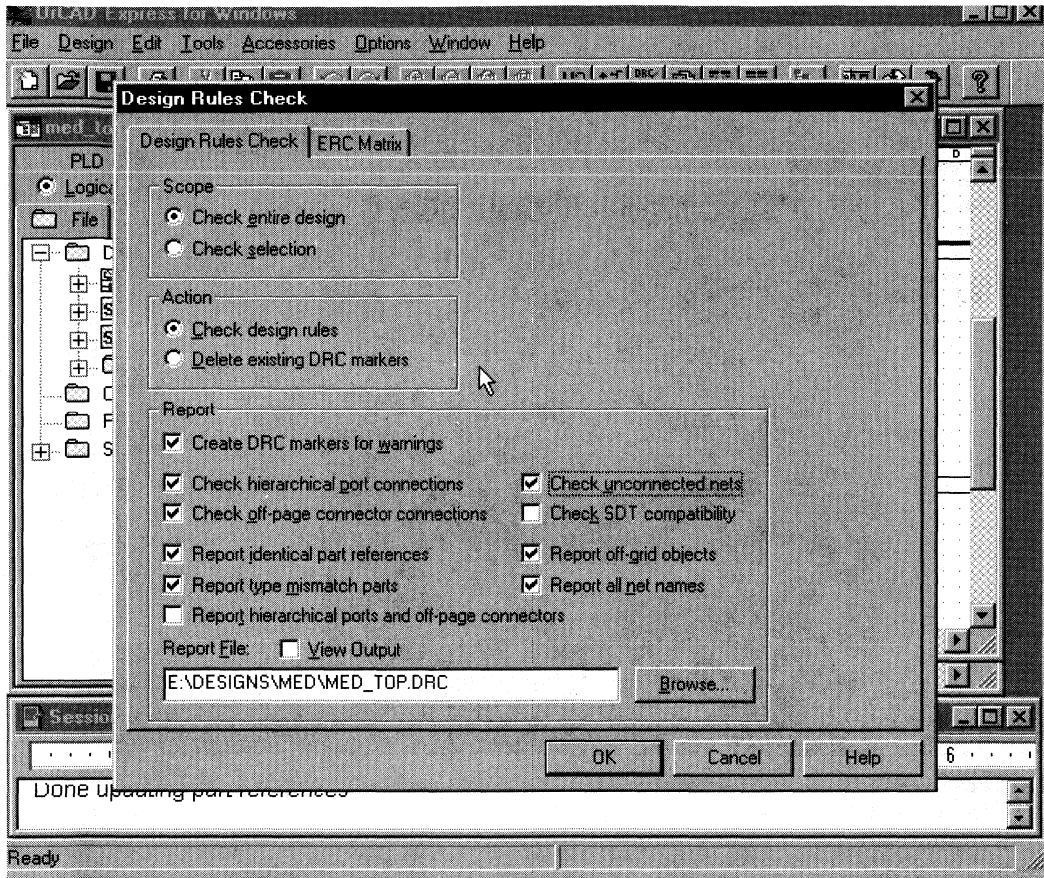 OrCAD Express for Windows
File Design Edit Tools Accessories Options Window Help
Design Rules Check
med_to
Design Rules Check ERC Matrix
PLD
D
Logica
Scope
Check entire design
File
Check selection
Action
Check design rules
Delete existing DRC markers
Report
Create DRC markers for warnings
Check hierarchical port connections Check unconnected nets
Check off-page connector connections Check SDT compatibility
Report identical part references Report off-grid objects
Report type mismatch parts Report all net names
Report hierarchical ports and off-page connectors
Report File: View Output
E:\DESIGNS\MED\MED_TOP.DRC Browse...
Session
OK Cancel Help 6
Done updating part references
Ready